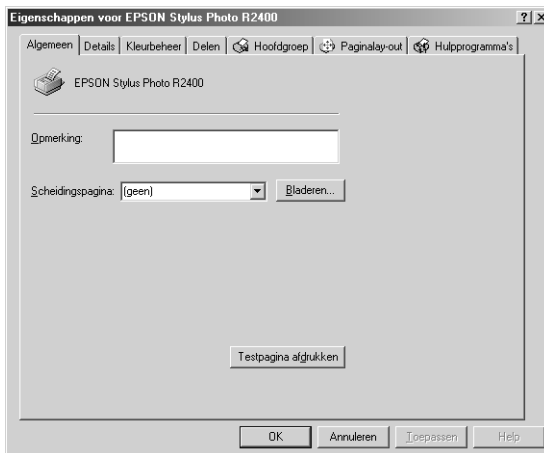 Eigenschappen voor EPSON Stylus Photo R2400
Algemeen Details Kleurbeheer Delen Hoofdgroep Paginalay-out Hulpprogramma's
EPSON Stylus Photo R2400
Opmerking:
Scheidingspagina: (geen) Bladeren...
Testpagina afdrukken
OK Annuleren Toepassen Help